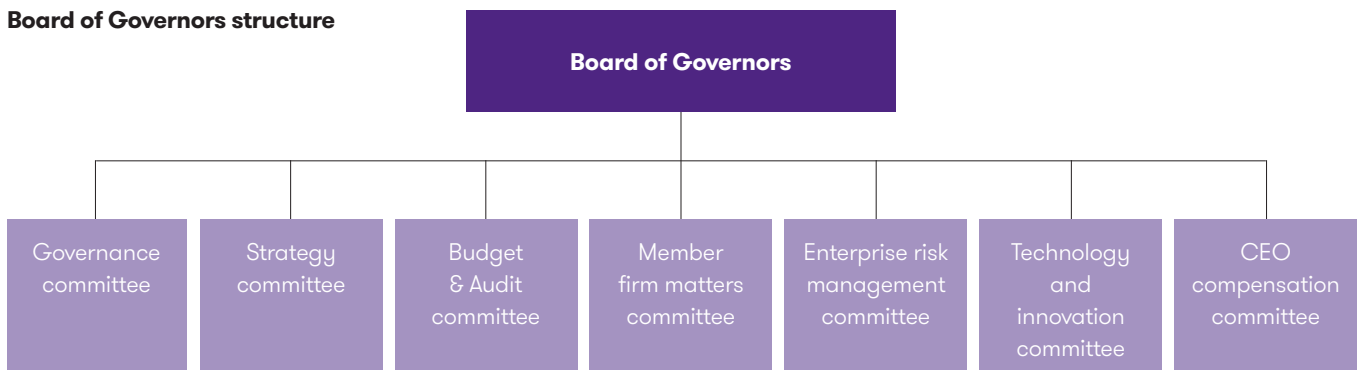 Board of Governors structure
Board of Governors
Governance
committee
Strategy
committee
Budget
& Audit
committee
Member
firm matters
committee
Enterprise risk
management
committee
Technology
and
innovation
committee
CEO
compensation
committee